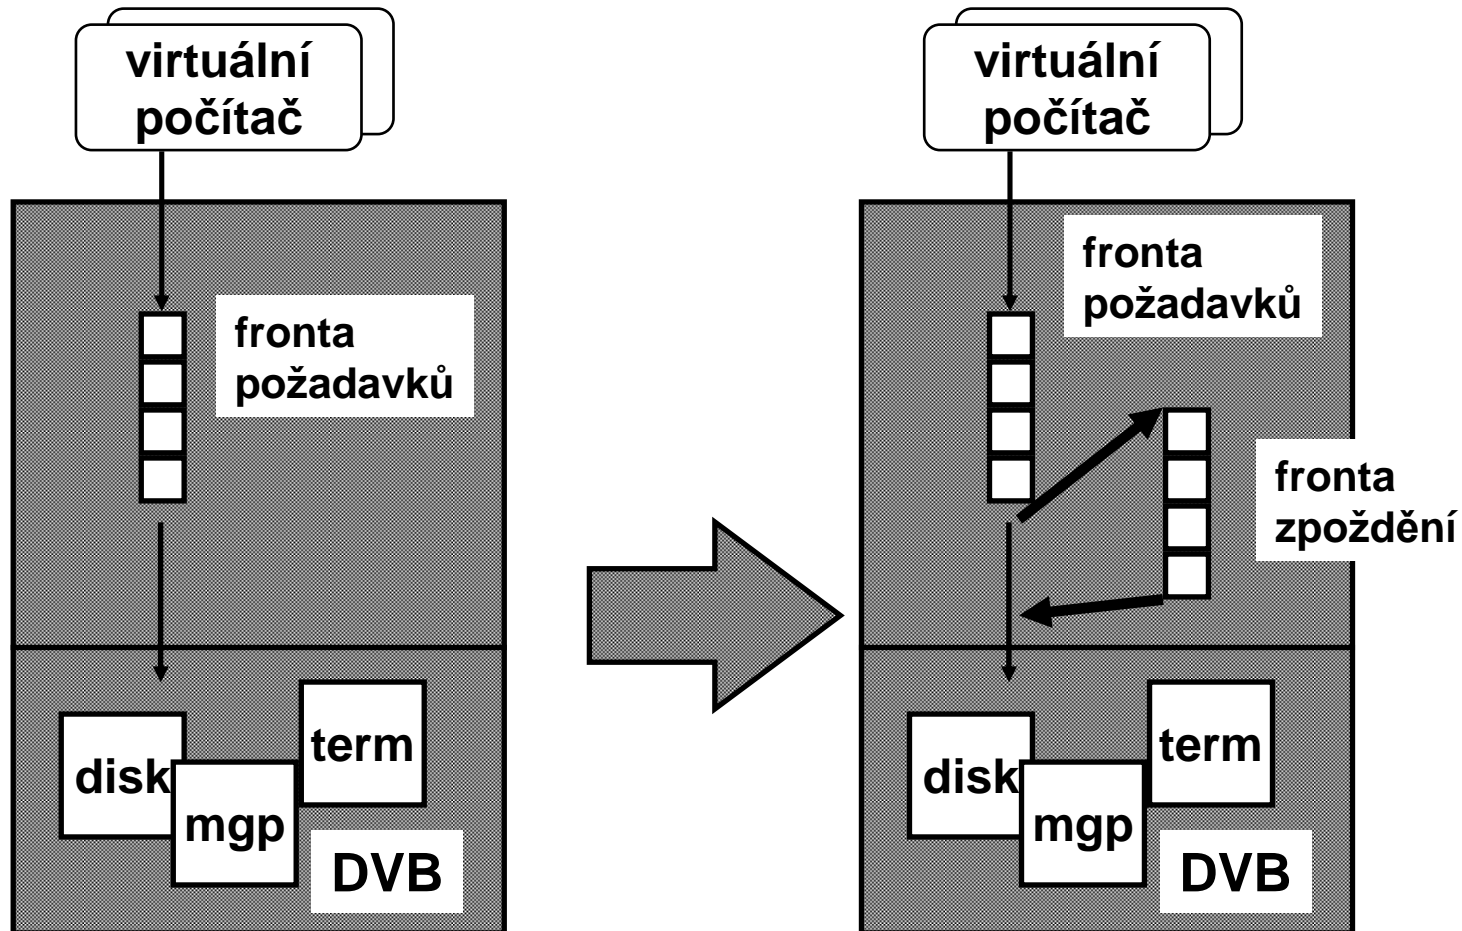 virtuální
počítač
fronta
požadavků
disk
mgp
term
DVB
virtuální
počítač
fronta
požadavků
fronta
zpoždění
disk
mgp
term
DVB